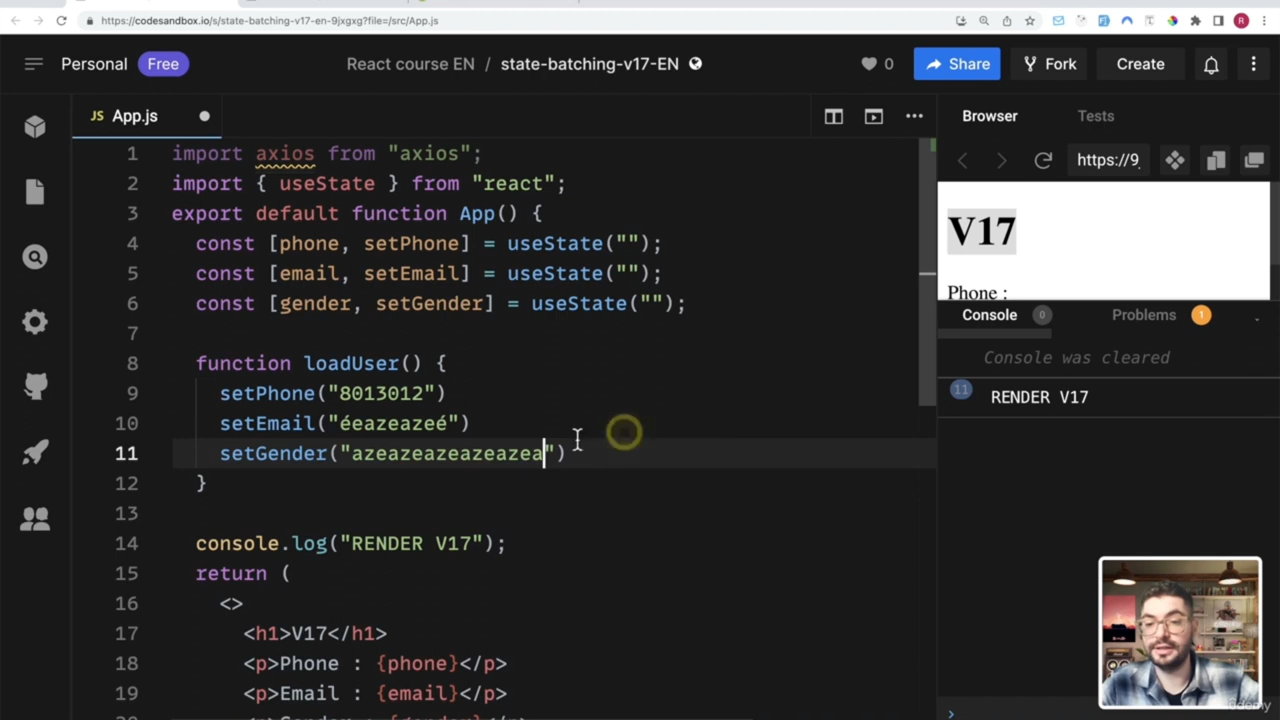 https://codesandbox.io/s/state-batching-v17-en-9jxgxg?file=/src/App.js
Personal Free React course EN / state-batching-v17-EN 0 Share Fork Create
JS App.js
Browser Tests
https://9
1 import axios from "axios";
2 import { useState } from "react";
3 export default function App() {
4 const [phone, setPhone] = useState("");
5 const [email, setEmail] = useState("");
6 const [gender, setGender] = useState("");
7
8 function loadUser() {
9 setPhone("8013012")
10 setEmail("éeazeazeé")
11 setGender("azeazeazeazeazea")
12 }
13
14 console.log("RENDER V17");
15 return (
16 <>
17 <h1>V17</h1>
18 <p>Phone : {phone}</p>
19 <p>Email : {email}</p>
V17
Phone :
Console 0 Problems 1
Console was cleared
11 RENDER V17
>